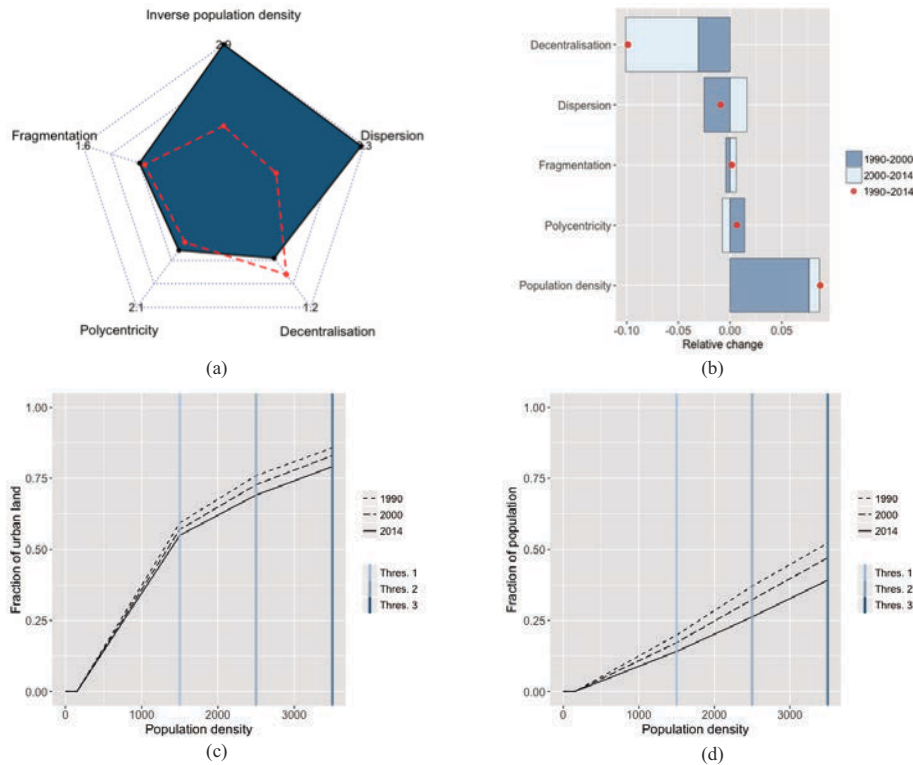 Inverse population density
2.9
Fragmentation
1.6
Dispersion
.3
Polycentricity
2.1
Decentralisation
1.2
(a)
Decentralisation
Dispersion
Fragmentation
Polycentricity
Population density
-0.10 -0.05 0.00 0.05
Relative change
1990-2000
2000-2014
1990-2014
(b)
Fraction of urban land
1.00
0.75
0.50
0.25
0.00
0 1000 2000 3000
Population density
1990
2000
2014
Thres. 1
Thres. 2
Thres. 3
(c)
Fraction of population
1.00
0.75
0.50
0.25
0.00
0 1000 2000 3000
Population density
1990
2000
2014
Thres. 1
Thres. 2
Thres. 3
(d)